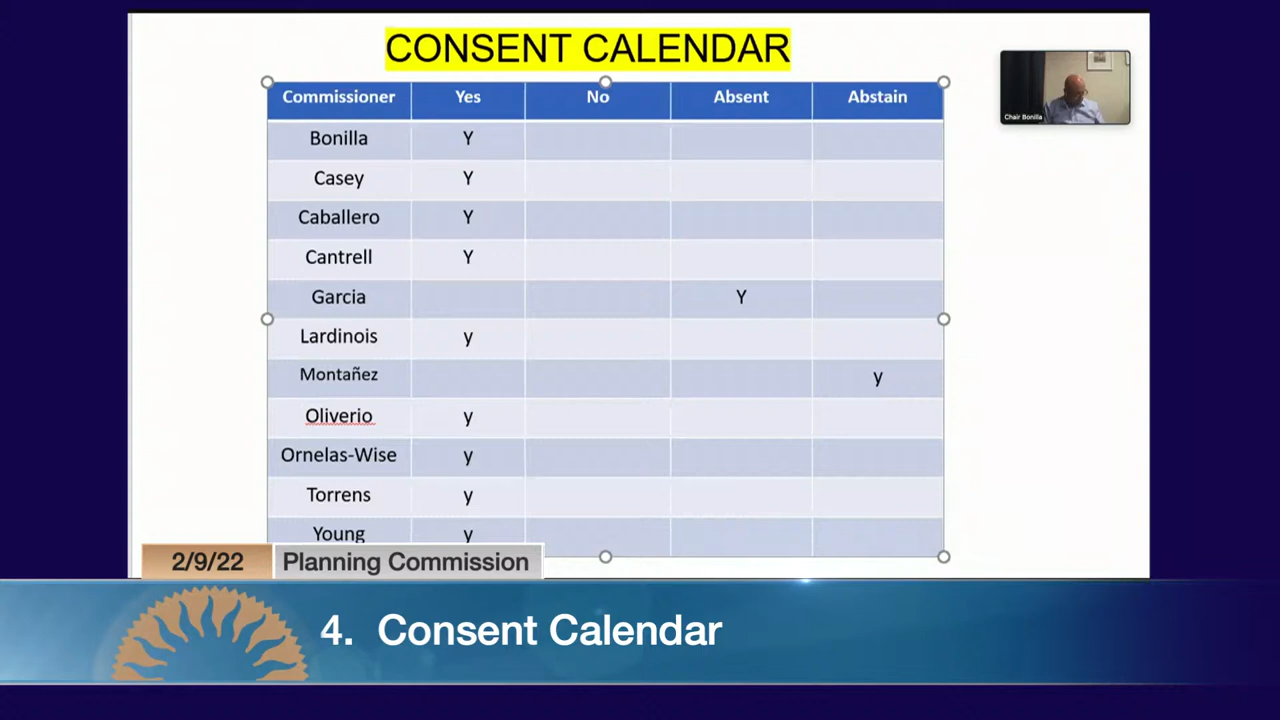 CONSENT CALENDAR
Commissioner Yes No Absent Abstain
Bonilla Y
Casey Y
Caballero Y
Cantrell Y
Garcia Y
Lardinois y
Montañez y
Oliverio y
Ornelas-Wise y
Torrens y
Young y
Chair Bonilla
2/9/22 Planning Commission
4. Consent Calendar